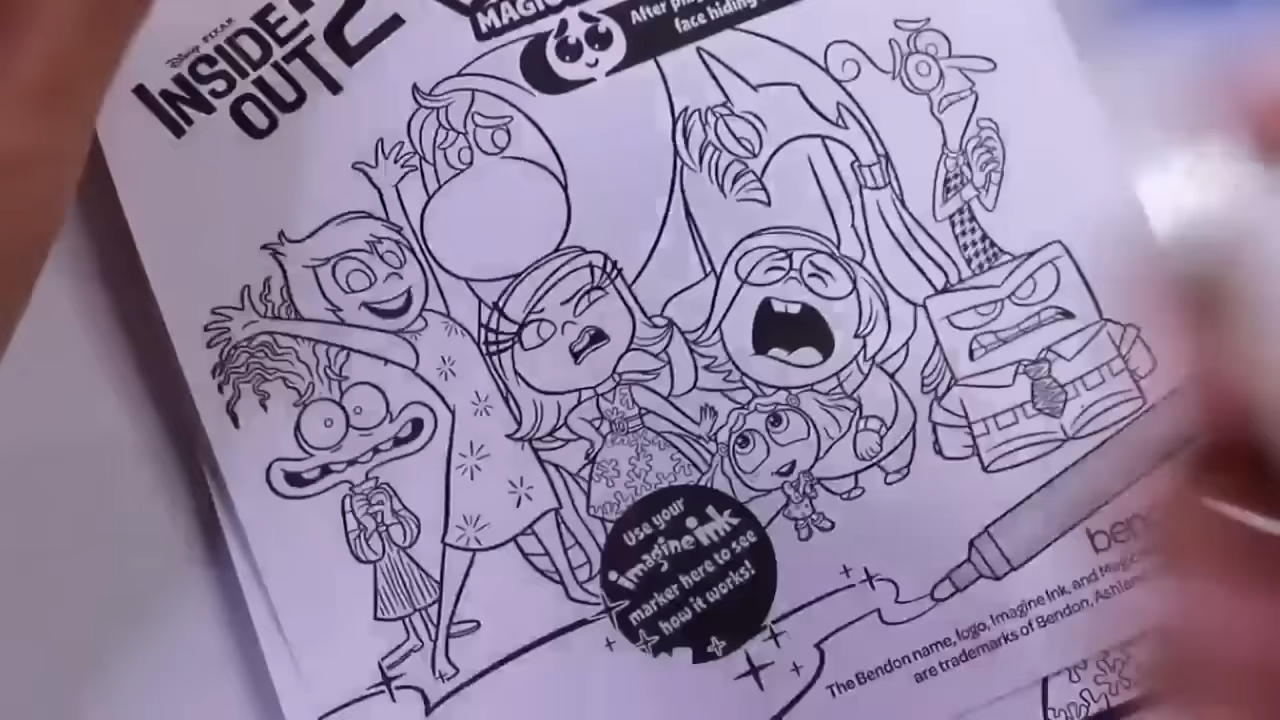 Disney PIXAR
INSIDE
OUT 2
MAGIC
After
face hiding
Use your
imagine ink
marker here to see
how it works!
The Bendon name, logo, Imagine Ink, and
are trademarks of Bendon,